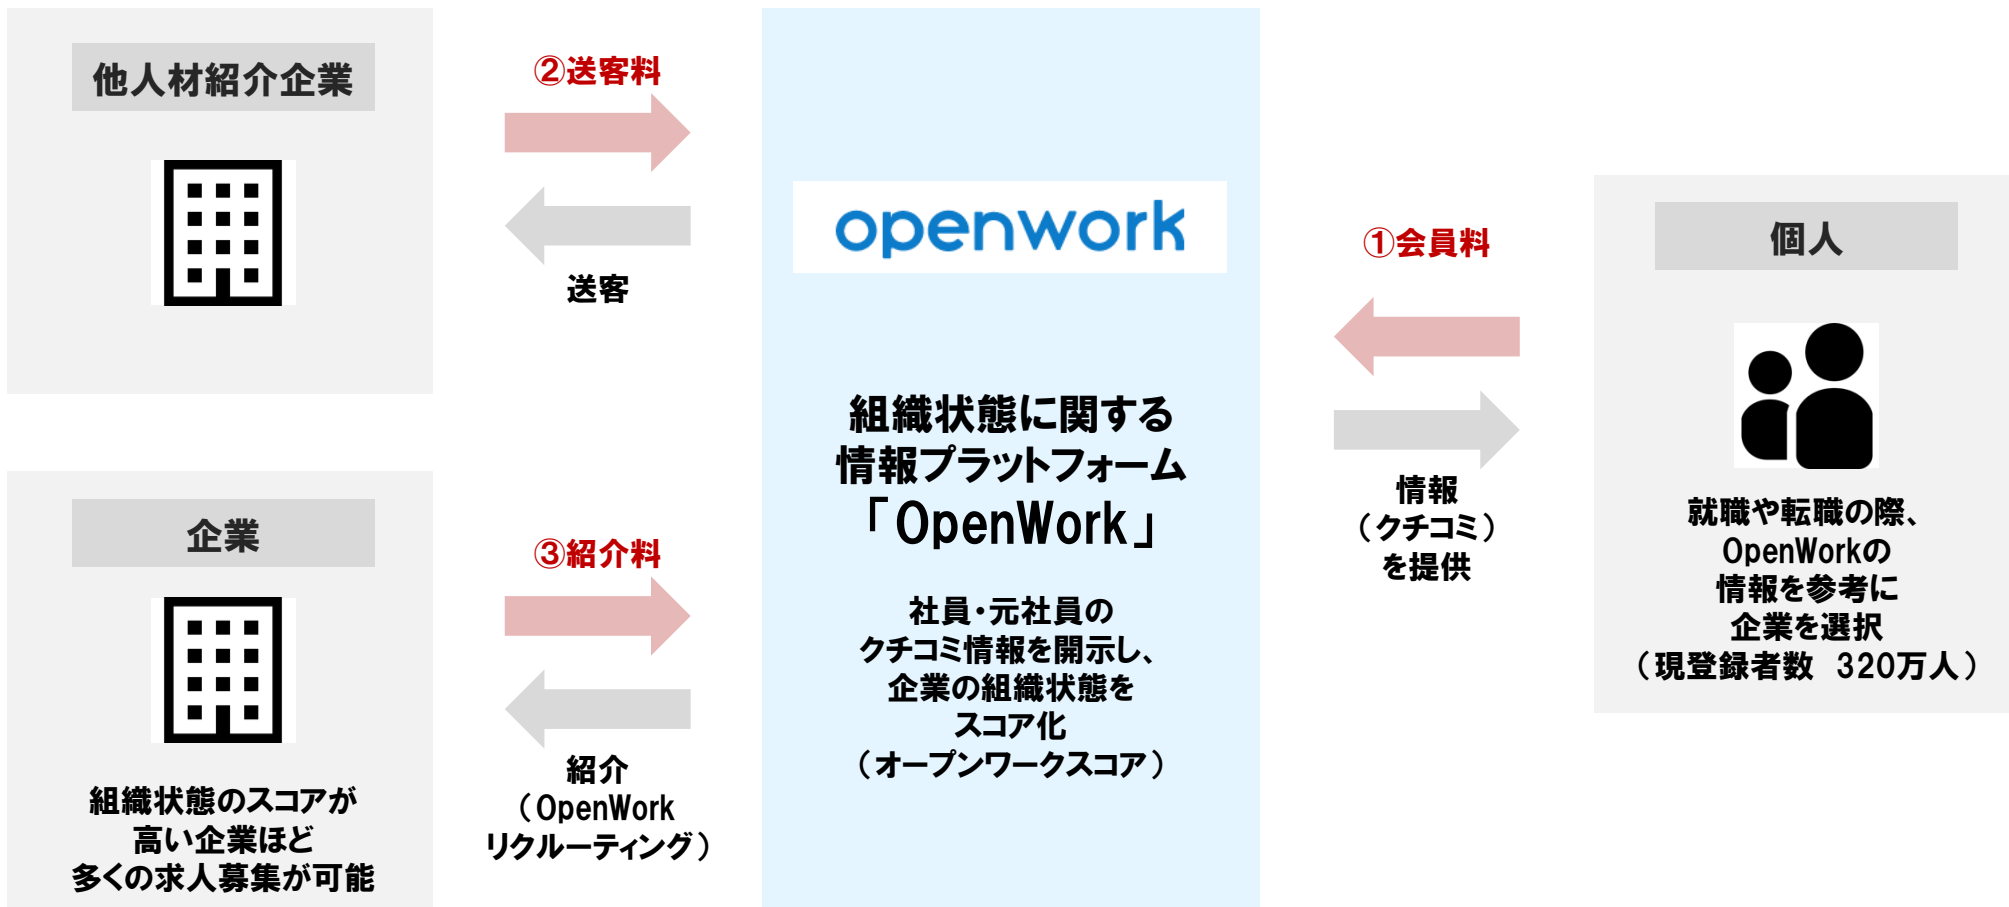 他人材紹介企業
②送客料
送客
企業
③紹介料
紹介
（OpenWork
リクルーティング）
組織状態のスコアが
高い企業ほど
多くの求人募集が可能
openwork
組織状態に関する
情報プラットフォーム
「OpenWork」
社員・元社員の
クチコミ情報を開示し、
企業の組織状態を
スコア化
（オープンワークスコア）
①会員料
情報
（クチコミ）
を提供
個人
就職や転職の際、
OpenWorkの
情報を参考に
企業を選択
（現登録者数　320万人）